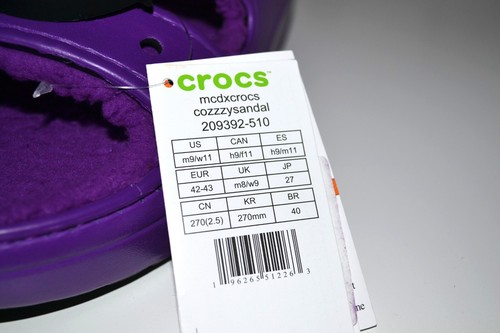 crocs™
mcdxcrocs
cozzzysandal
209392-510
US CAN ES
m9/w11 h9/f11 h9/m11
EUR UK JP
42-43 m8/w9 27
CN KR BR
270(2.5) 270mm 40
1 96265 51226 3